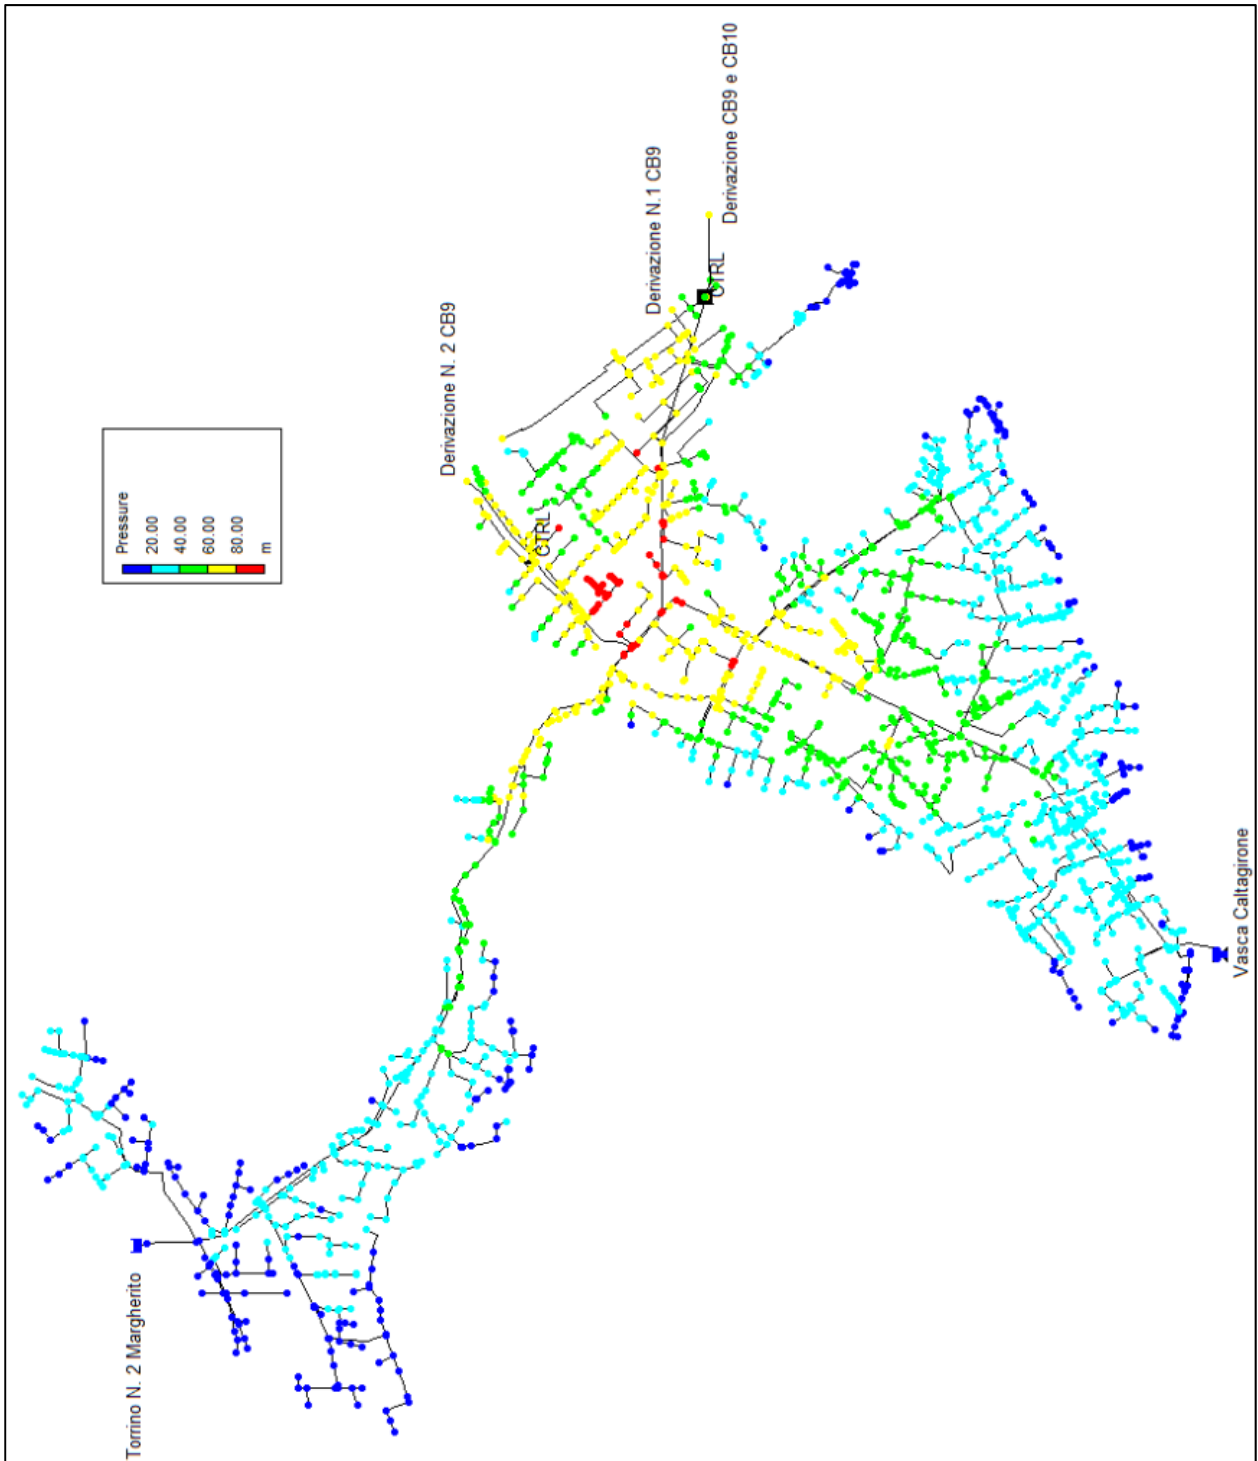 Pressure
20.00
40.00
60.00
80.00
m
Derivazione N. 2 CB9
Derivazione N.1 CB9
Derivazione CB9 e CB10
CTRL
CTRL
Torrino N. 2 Margherito
Vasca Caltagirone